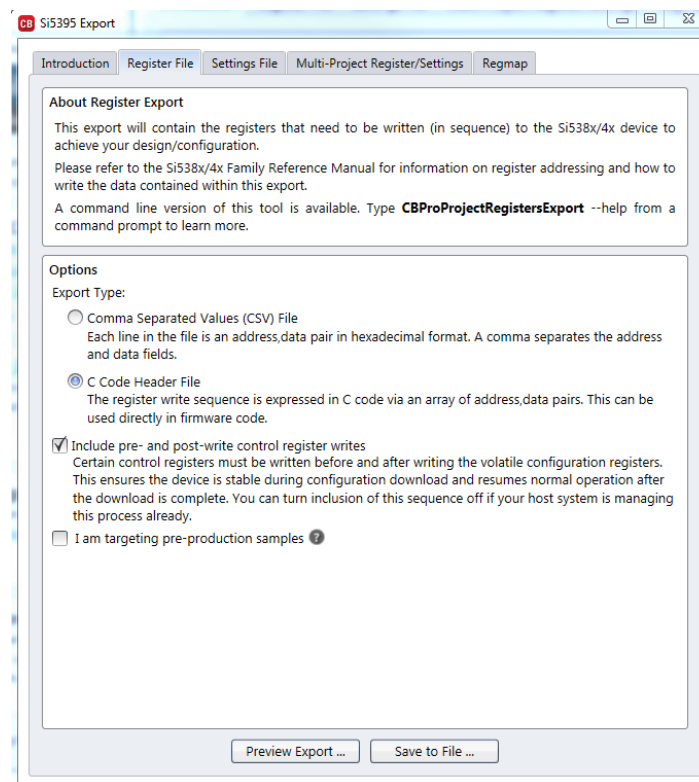 CB Si5395 Export
Introduction Register File Settings File Multi-Project Register/Settings Regmap
About Register Export
This export will contain the registers that need to be written (in sequence) to the Si538x/4x device to
achieve your design/configuration.
Please refer to the Si538x/4x Family Reference Manual for information on register addressing and how to
write the data contained within this export.
A command line version of this tool is available. Type CBProProjectRegistersExport --help from a
command prompt to learn more.
Options
Export Type:
Comma Separated Values (CSV) File
Each line in the file is an address,data pair in hexadecimal format. A comma separates the address
and data fields.
C Code Header File
The register write sequence is expressed in C code via an array of address,data pairs. This can be
used directly in firmware code.
Include pre- and post-write control register writes
Certain control registers must be written before and after writing the volatile configuration registers.
This ensures the device is stable during configuration download and resumes normal operation after
the download is complete. You can turn inclusion of this sequence off if your host system is managing
this process already.
I am targeting pre-production samples ?
Preview Export ... Save to File ...